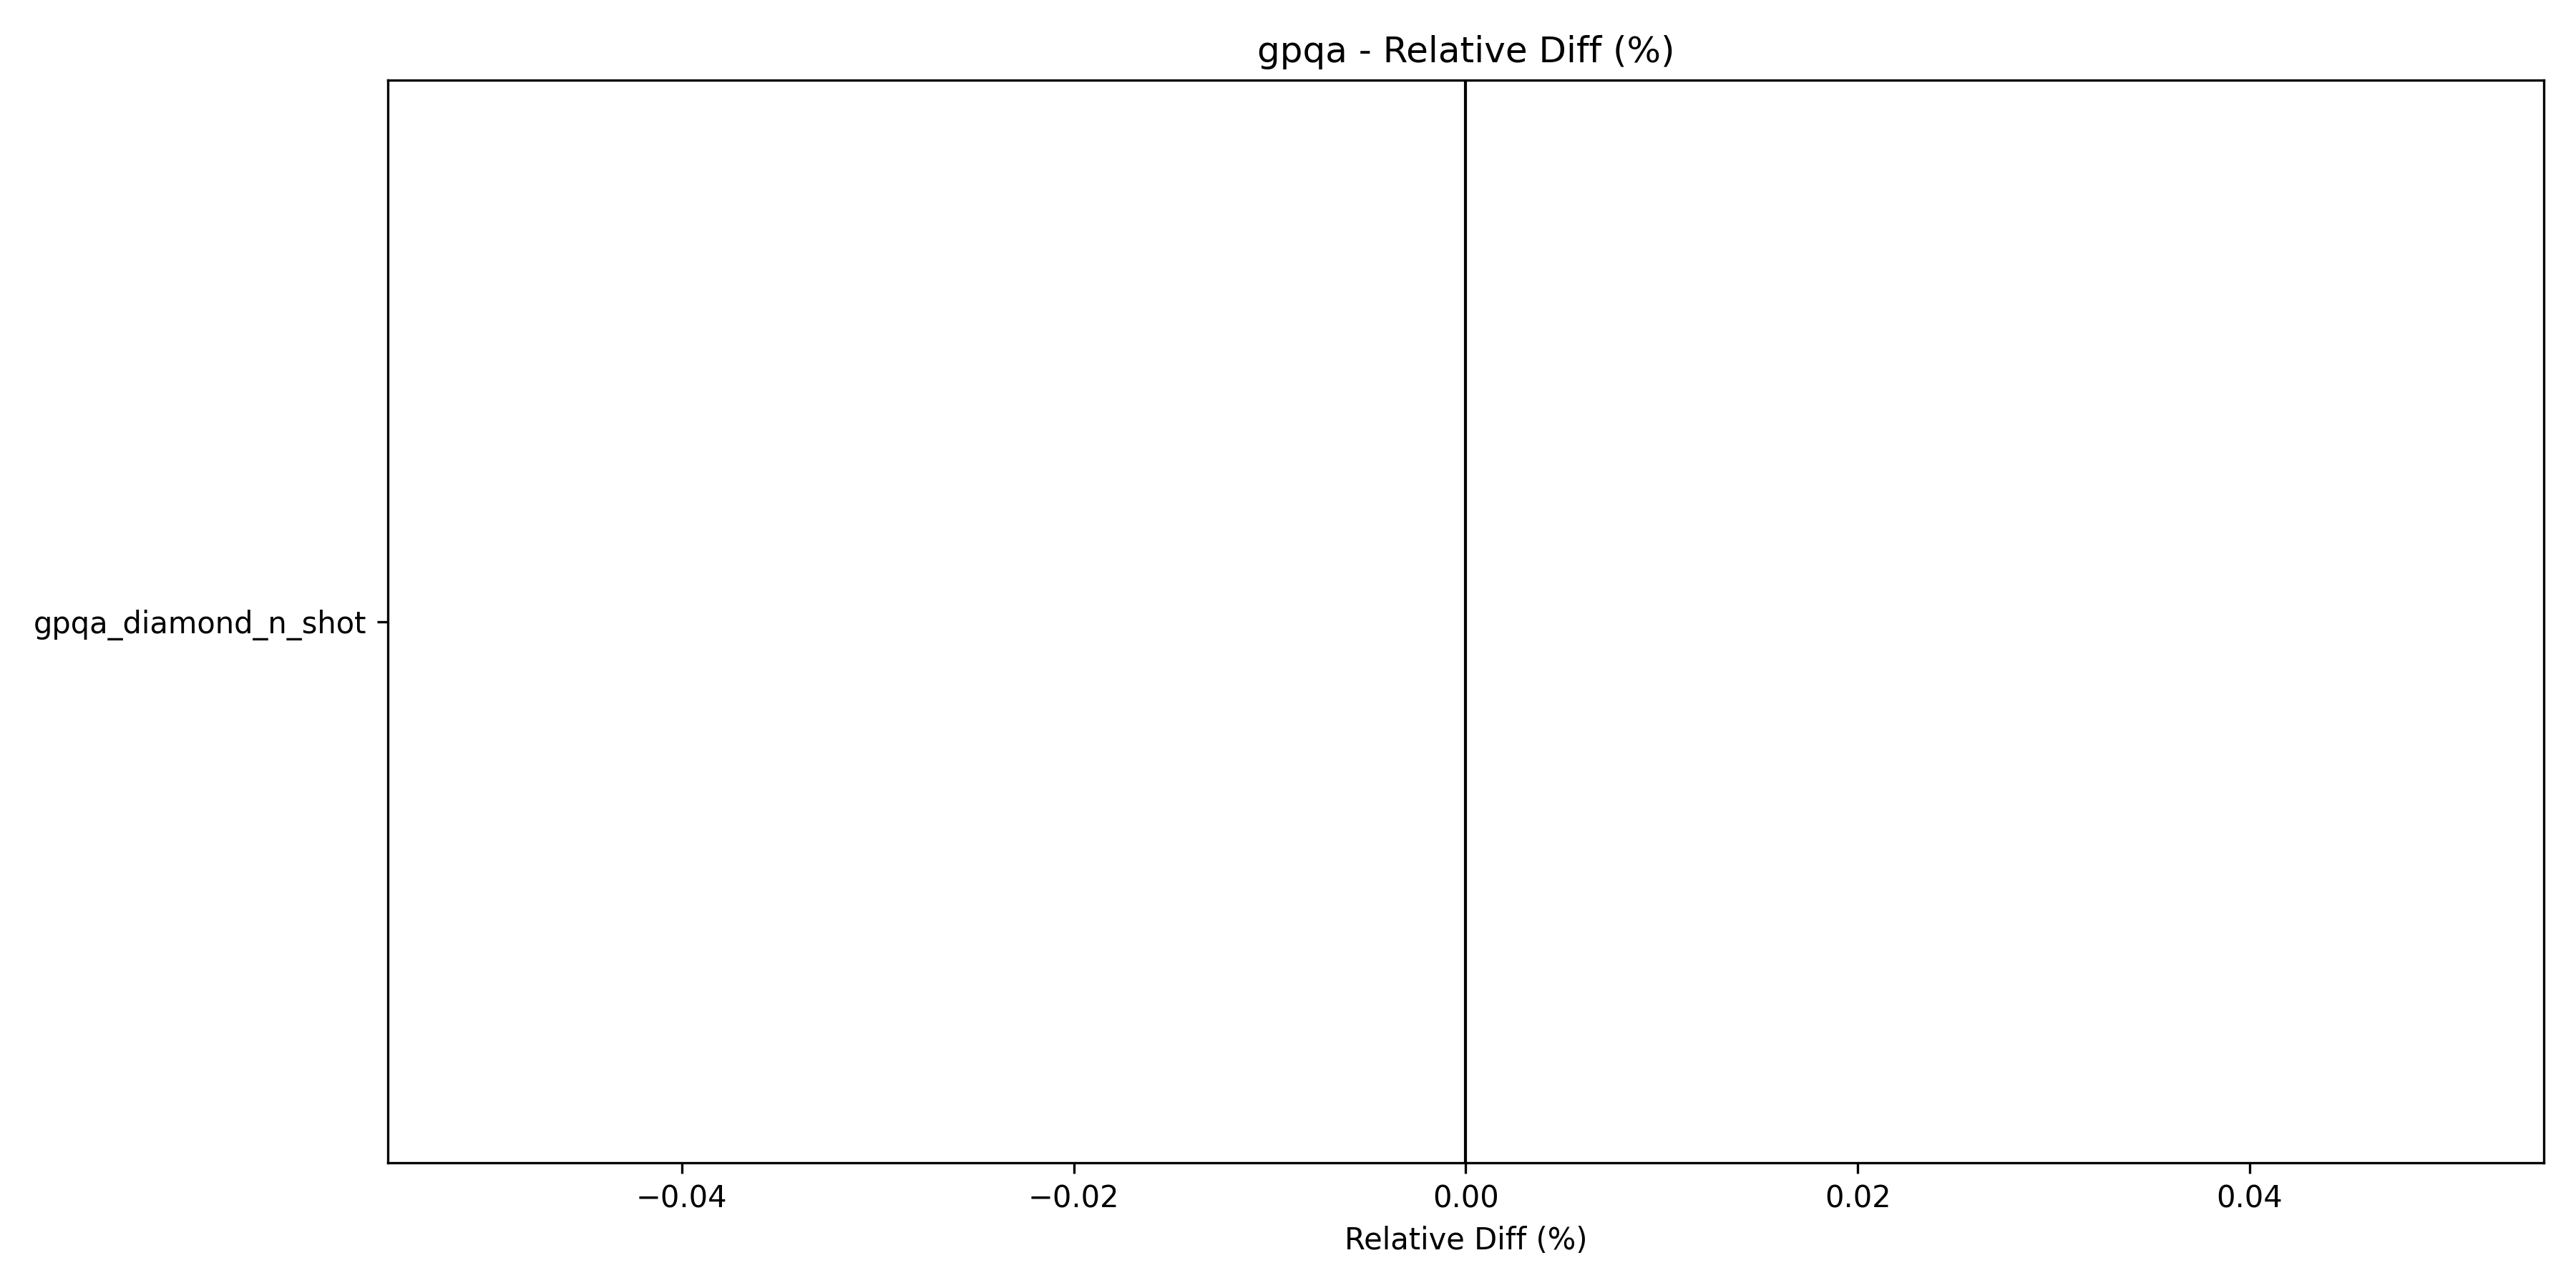 gpqa - Relative Diff (%)
gpqa_diamond_n_shot
−0.04
−0.02
0.00
0.02
0.04
Relative Diff (%)